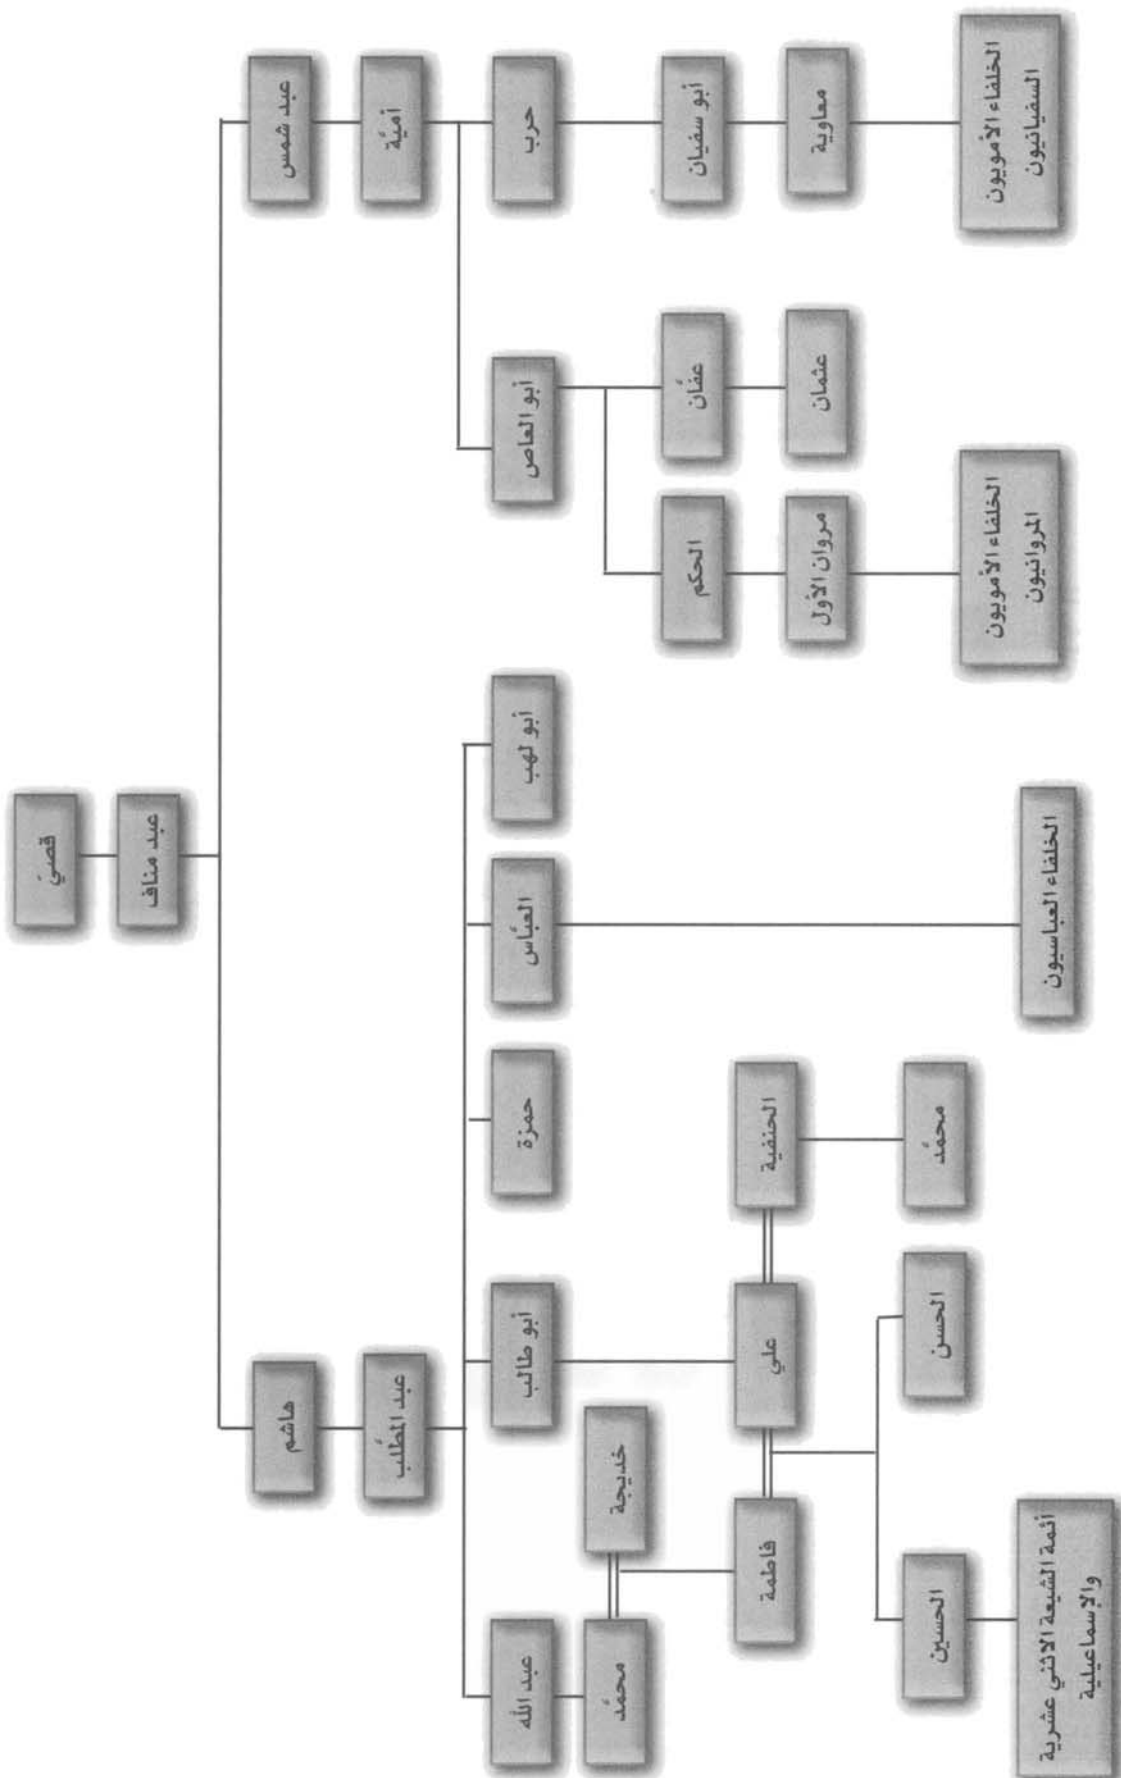 قصيّ
عبد مناف
عبد شمس
هاشم
أميّة
عبد المطّلب
حرب
أبو العاص
أبو لهب
العبّاس
حمزة
أبو طالب
عبد الله
أبو سفيان
عفّان
الحكم
خديجة
محمّد
معاوية
عثمان
مروان الأول
الحنفية
علي
فاطمة
الخلفاء الأمويون
السفيانيون
الخلفاء الأمويون
المروانيون
محمّد
الحسن
الحسين
الخلفاء العباسيون
أئمة الشيعة الاثني عشرية
والإسماعيلية